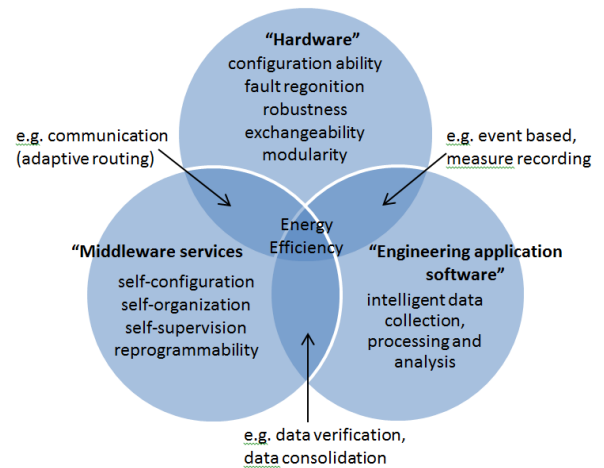 “Hardware”
configuration ability
fault regonition
robustness
exchangeability
modularity
e.g. communication
(adaptive routing)
e.g. event based,
measure recording
Energy
Efficiency
“Middleware services
self-configuration
self-organization
self-supervision
reprogrammability
“Engineering application
software”
intelligent data
collection,
processing and
analysis
e.g. data verification,
data consolidation